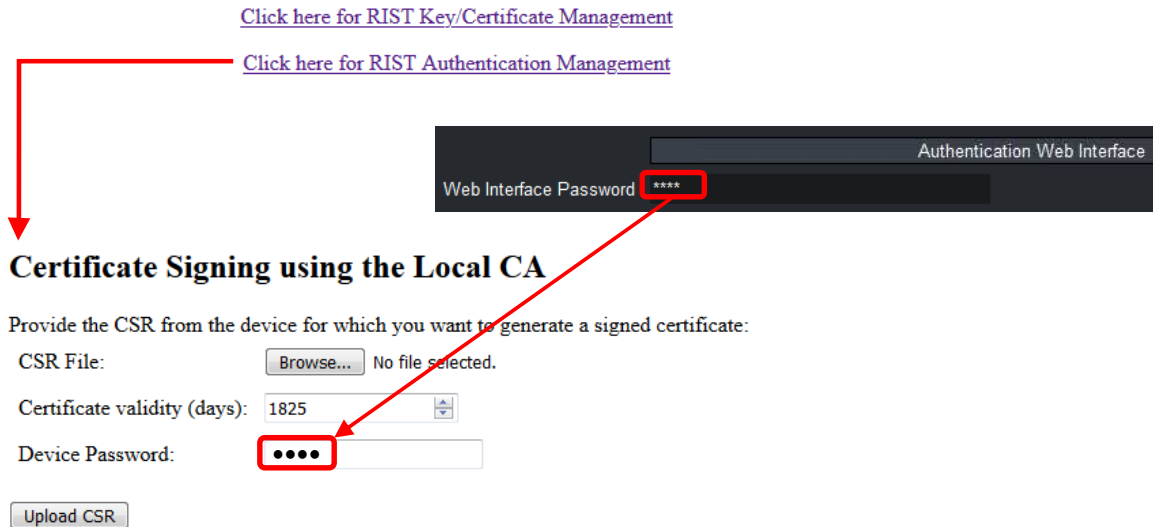 Click here for RIST Key/Certificate Management
Click here for RIST Authentication Management
Authentication Web Interface
Web Interface Password ****
Certificate Signing using the Local CA
Provide the CSR from the device for which you want to generate a signed certificate:
CSR File: Browse... No file selected.
Certificate validity (days): 1825
Device Password: ●●●●
Upload CSR